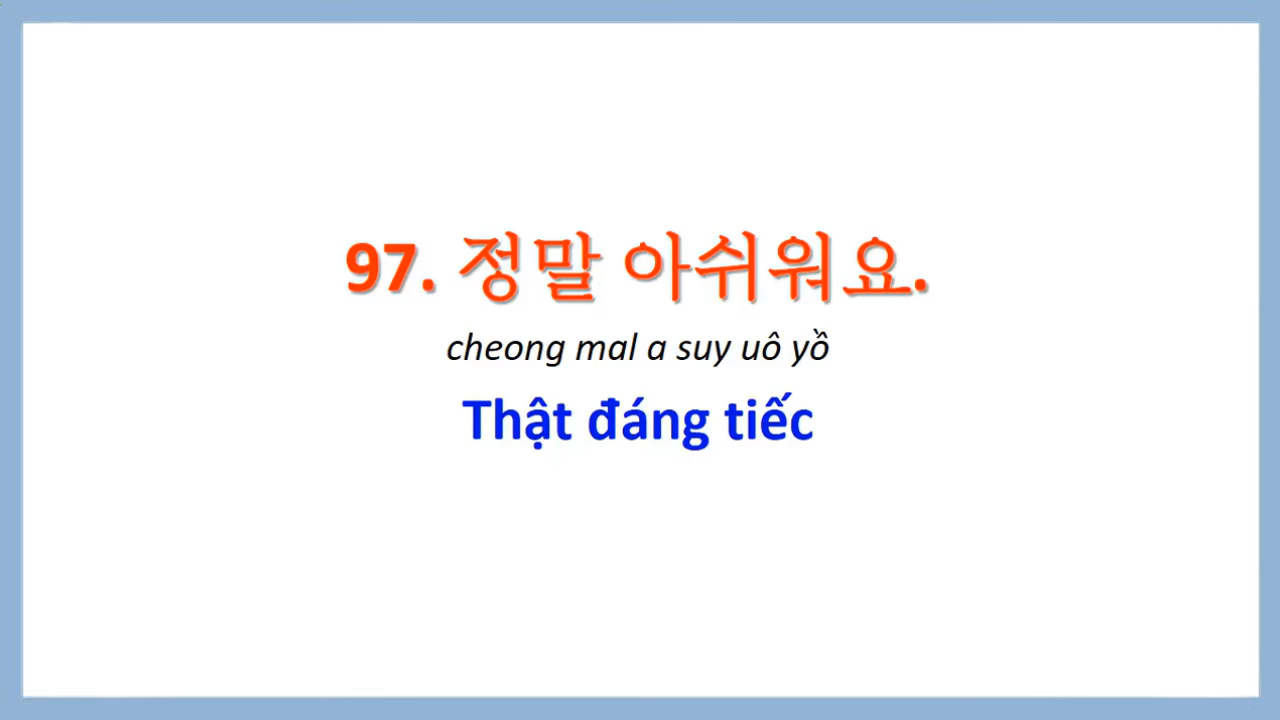 97. 정말 아쉬워요.
cheong mal a suy uô yồ
Thật đáng tiếc